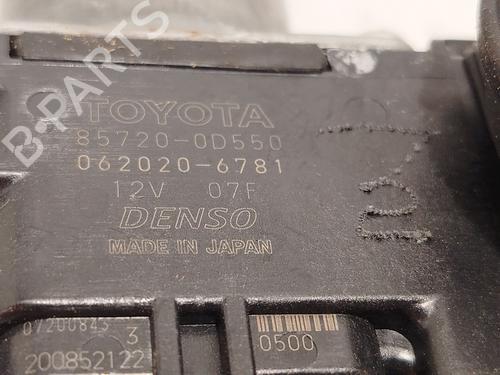 B-PARTS
TOYOTA
85720-0D550
062020-6781
12V 07F
DENSO
MADE IN JAPAN
07200843 3
200852122
0500